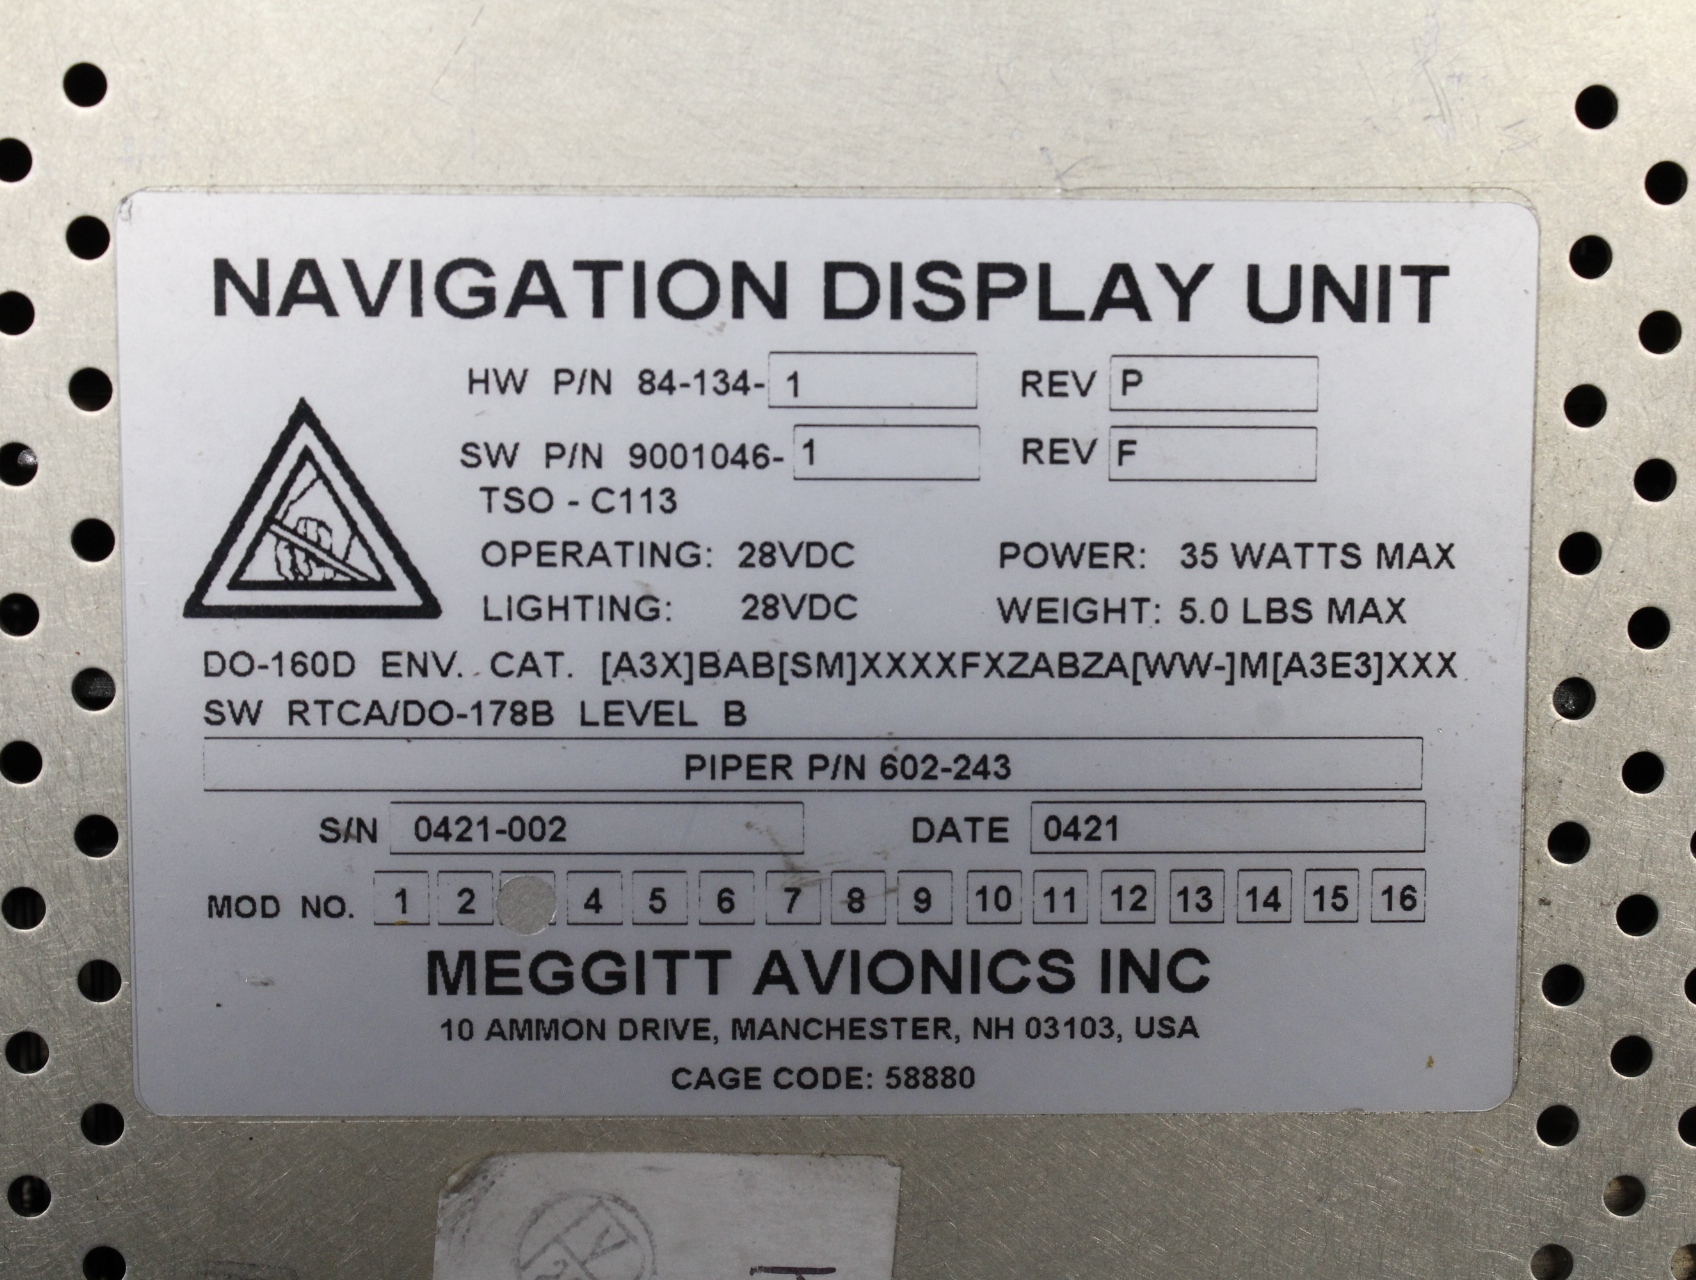 NAVIGATION DISPLAY UNIT
HW P/N 84-134- 1 REV P
SW P/N 9001046- 1 REV F
TSO - C113
OPERATING: 28VDC POWER: 35 WATTS MAX
LIGHTING: 28VDC WEIGHT: 5.0 LBS MAX
DO-160D ENV. CAT. [A3X]BAB[SM]XXXXFXZABZA[WW-]M[A3E3]XXX
SW RTCA/DO-178B LEVEL B
PIPER P/N 602-243
S/N 0421-002 DATE 0421
MOD NO. 1 2 4 5 6 7 8 9 10 11 12 13 14 15 16
MEGGITT AVIONICS INC
10 AMMON DRIVE, MANCHESTER, NH 03103, USA
CAGE CODE: 58880